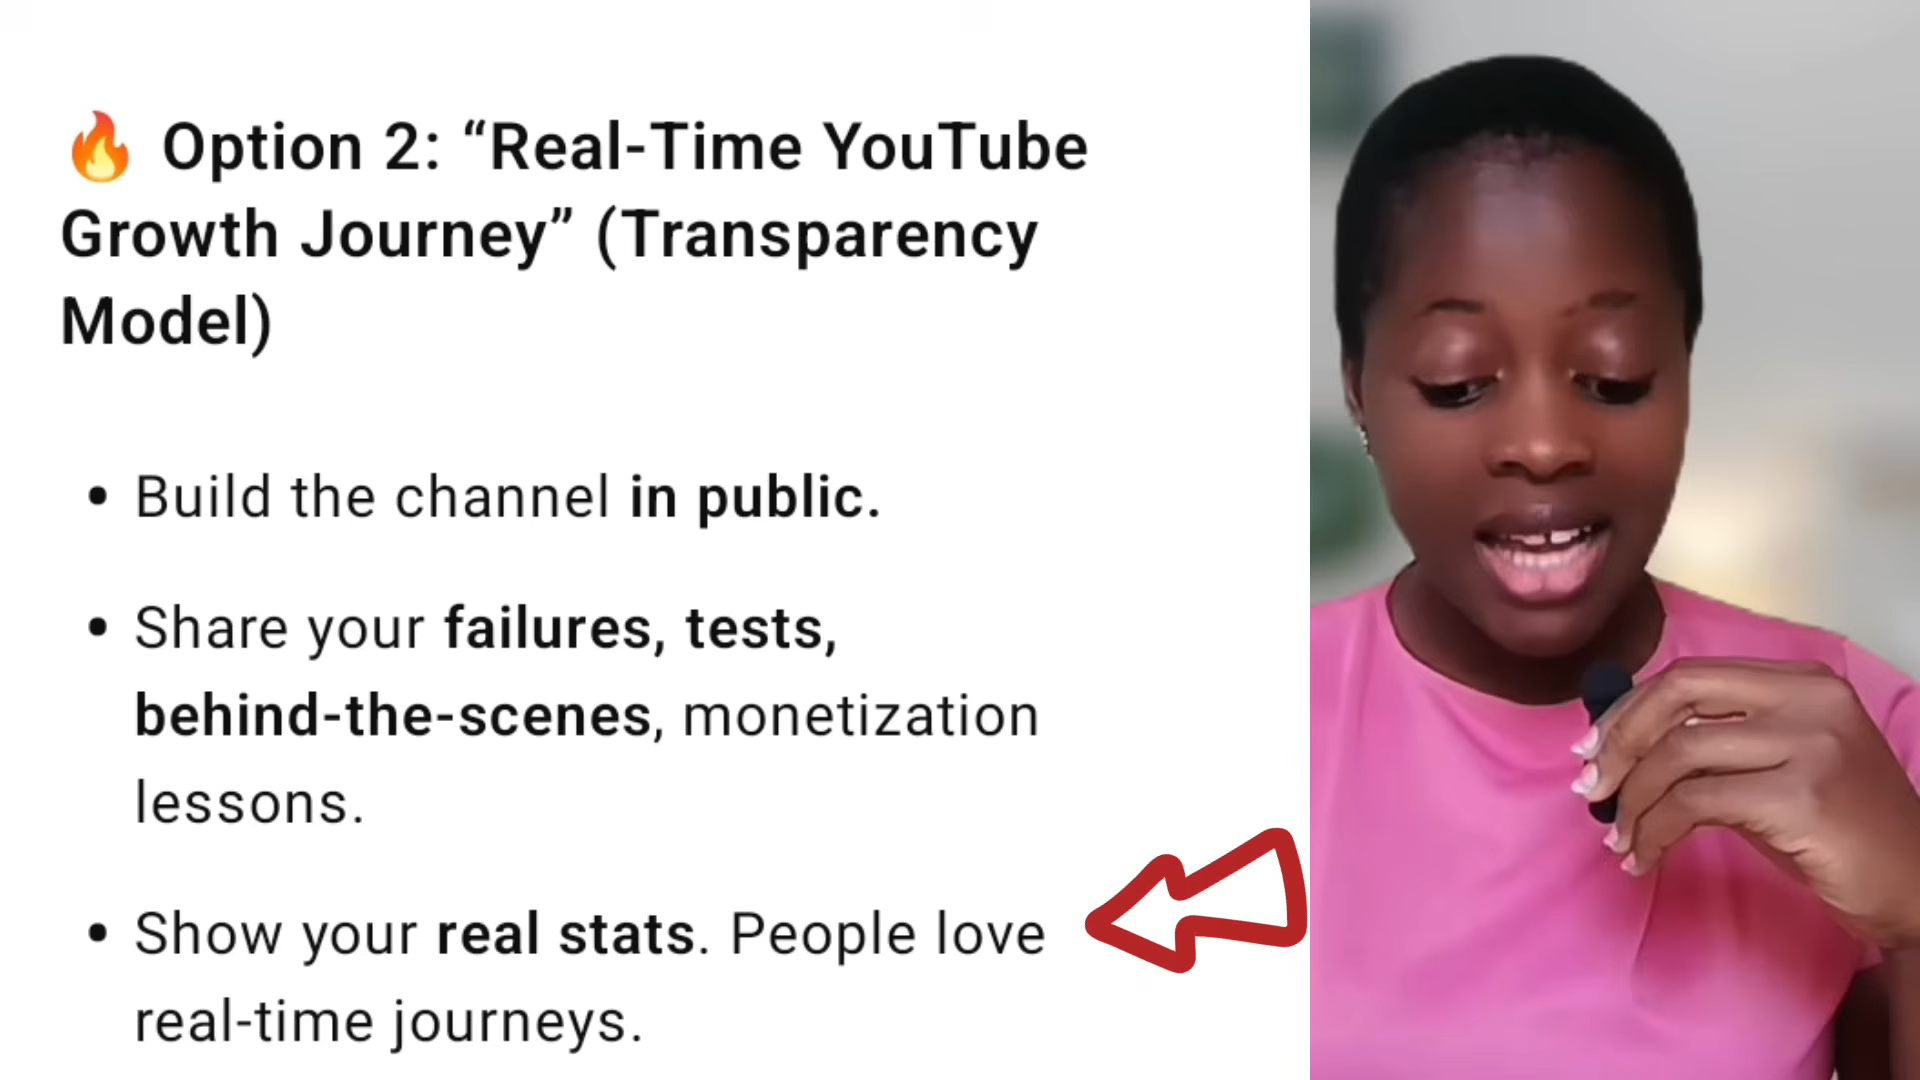 🔥 Option 2: “Real-Time YouTube
Growth Journey” (Transparency
Model)
• Build the channel in public.
• Share your failures, tests,
behind-the-scenes, monetization
lessons.
• Show your real stats. People love
real-time journeys.